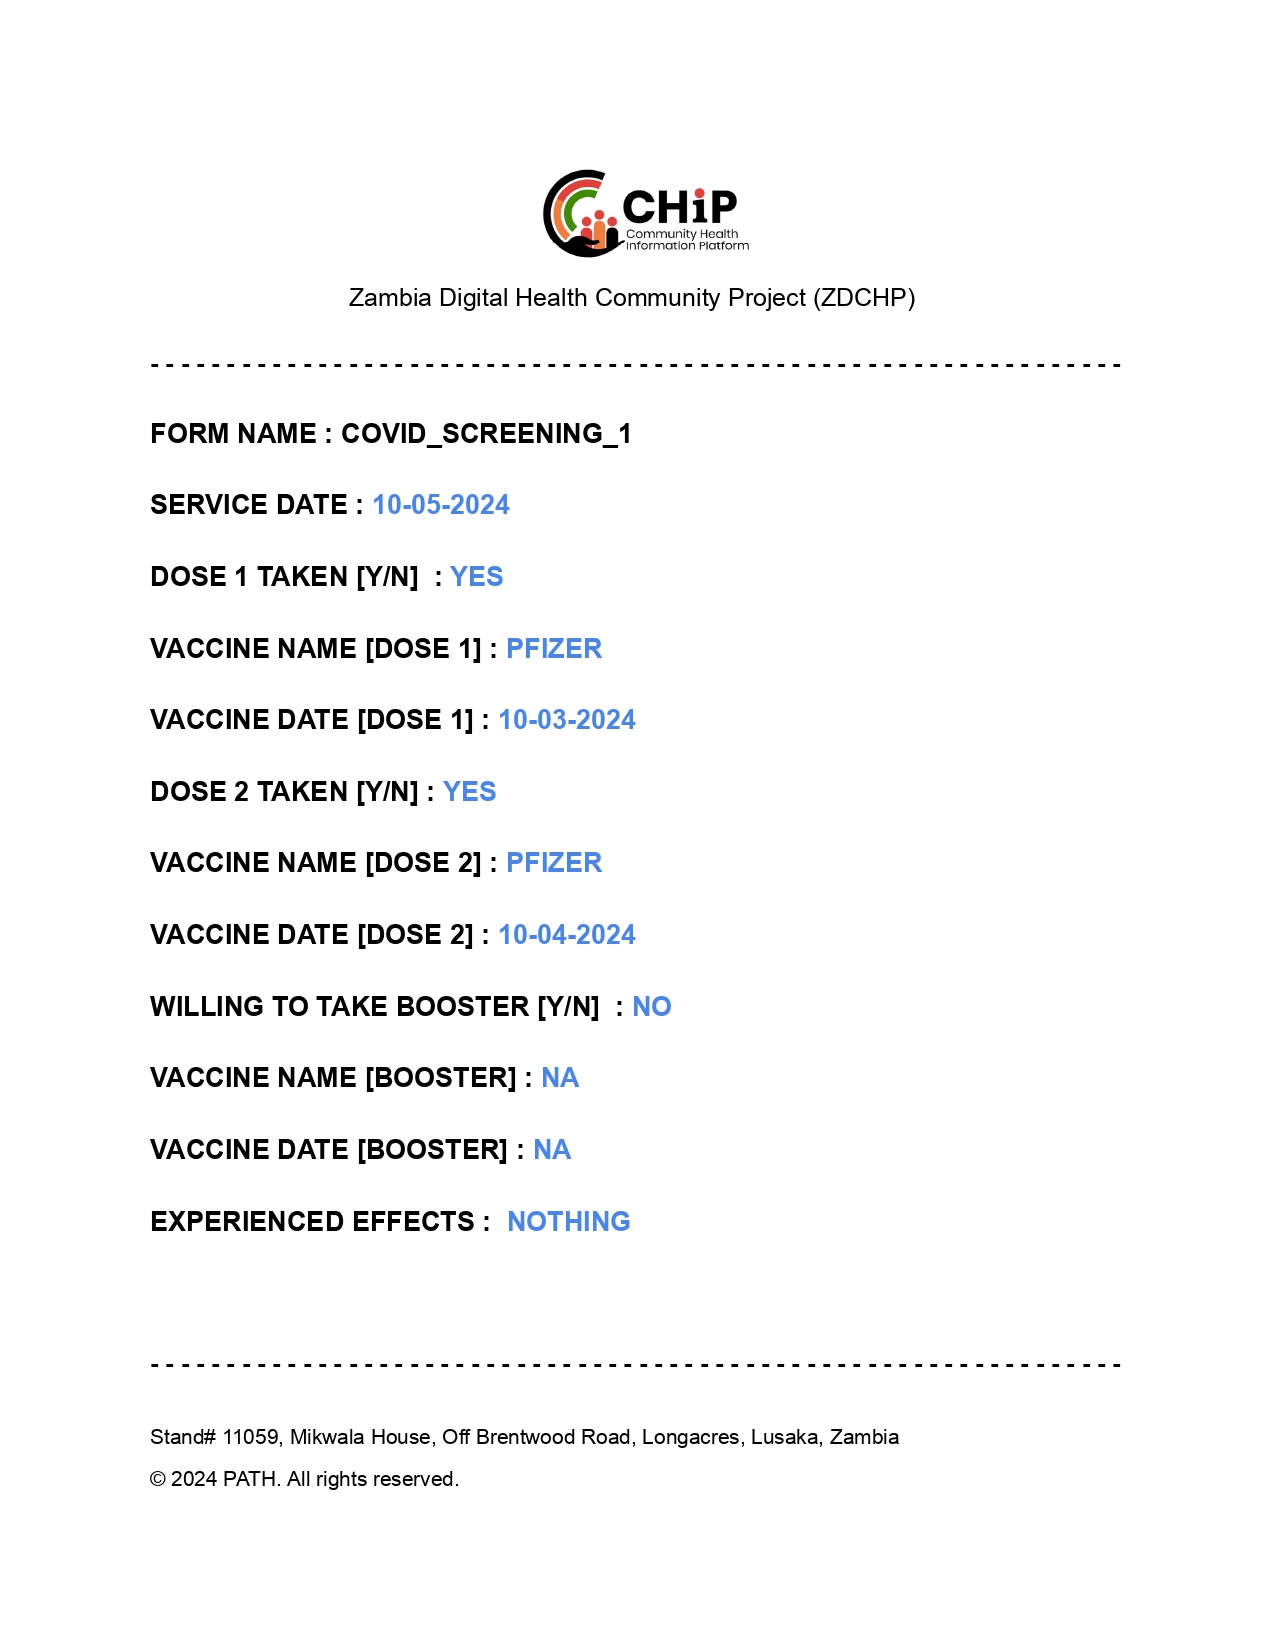 CHiP
Community Health
Information Platform
Zambia Digital Health Community Project (ZDCHP)
- - - - - - - - - - - - - - - - - - - - - - - - - - - - - - - - - - - - - - - - - - - - - - - - - - - - - - - - - - - - - - - -
FORM NAME : COVID_SCREENING_1
SERVICE DATE : 10-05-2024
DOSE 1 TAKEN [Y/N]  : YES
VACCINE NAME [DOSE 1] : PFIZER
VACCINE DATE [DOSE 1] : 10-03-2024
DOSE 2 TAKEN [Y/N] : YES
VACCINE NAME [DOSE 2] : PFIZER
VACCINE DATE [DOSE 2] : 10-04-2024
WILLING TO TAKE BOOSTER [Y/N]  : NO
VACCINE NAME [BOOSTER] : NA
VACCINE DATE [BOOSTER] : NA
EXPERIENCED EFFECTS :  NOTHING
- - - - - - - - - - - - - - - - - - - - - - - - - - - - - - - - - - - - - - - - - - - - - - - - - - - - - - - - - - - - - - - -
Stand# 11059, Mikwala House, Off Brentwood Road, Longacres, Lusaka, Zambia
© 2024 PATH. All rights reserved.